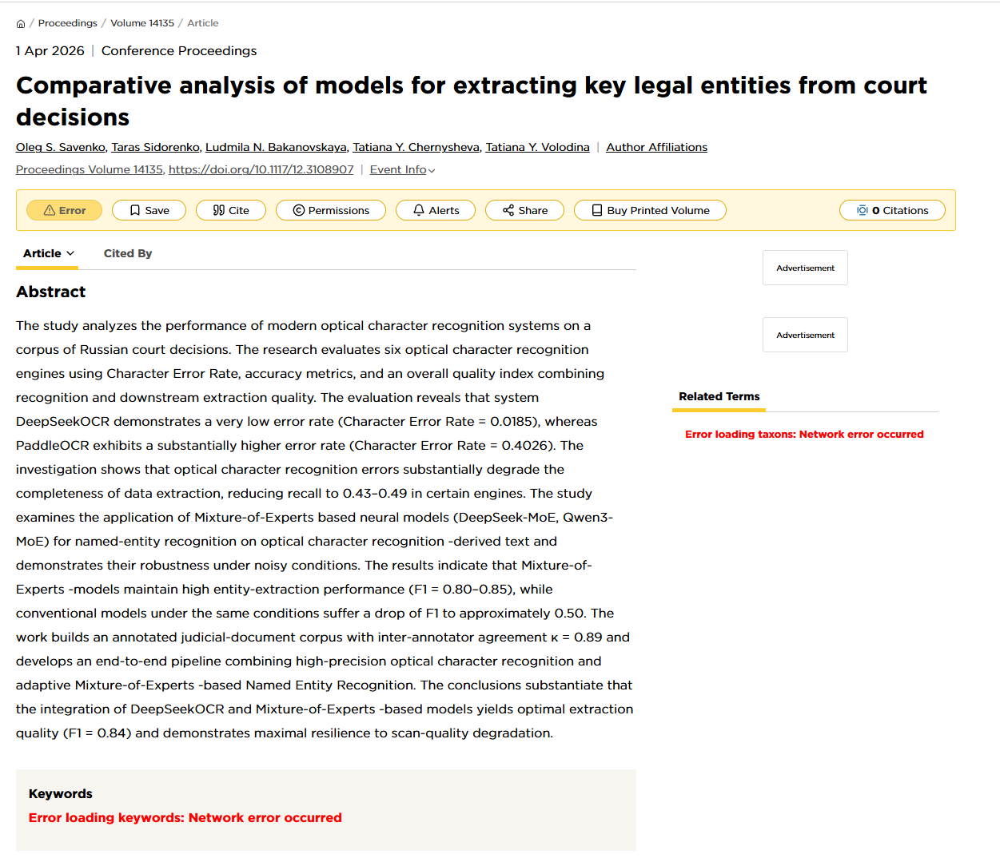 / Proceedings / Volume 14135 / Article
1 Apr 2026 | Conference Proceedings
Comparative analysis of models for extracting key legal entities from court
decisions
Oleg S. Savenko, Taras Sidorenko, Ludmila N. Bakanovskaya, Tatiana Y. Chernysheva, Tatiana Y. Volodina | Author Affiliations
Proceedings Volume 14135, https://doi.org/10.1117/12.3108907 | Event Info
Error Save Cite Permissions Alerts Share Buy Printed Volume 0 Citations
Article Cited By
Abstract
The study analyzes the performance of modern optical character recognition systems on a
corpus of Russian court decisions. The research evaluates six optical character recognition
engines using Character Error Rate, accuracy metrics, and an overall quality index combining
recognition and downstream extraction quality. The evaluation reveals that system
DeepSeekOCR demonstrates a very low error rate (Character Error Rate = 0.0185), whereas
PaddleOCR exhibits a substantially higher error rate (Character Error Rate = 0.4026). The
investigation shows that optical character recognition errors substantially degrade the
completeness of data extraction, reducing recall to 0.43–0.49 in certain engines. The study
examines the application of Mixture-of-Experts based neural models (DeepSeek-MoE, Qwen3-
MoE) for named-entity recognition on optical character recognition -derived text and
demonstrates their robustness under noisy conditions. The results indicate that Mixture-of-
Experts -models maintain high entity-extraction performance (F1 = 0.80–0.85), while
conventional models under the same conditions suffer a drop of F1 to approximately 0.50. The
work builds an annotated judicial-document corpus with inter-annotator agreement κ = 0.89 and
develops an end-to-end pipeline combining high-precision optical character recognition and
adaptive Mixture-of-Experts -based Named Entity Recognition. The conclusions substantiate that
the integration of DeepSeekOCR and Mixture-of-Experts -based models yields optimal extraction
quality (F1 = 0.84) and demonstrates maximal resilience to scan-quality degradation.
Keywords
Error loading keywords: Network error occurred
Advertisement
Advertisement
Related Terms
Error loading taxons: Network error occurred